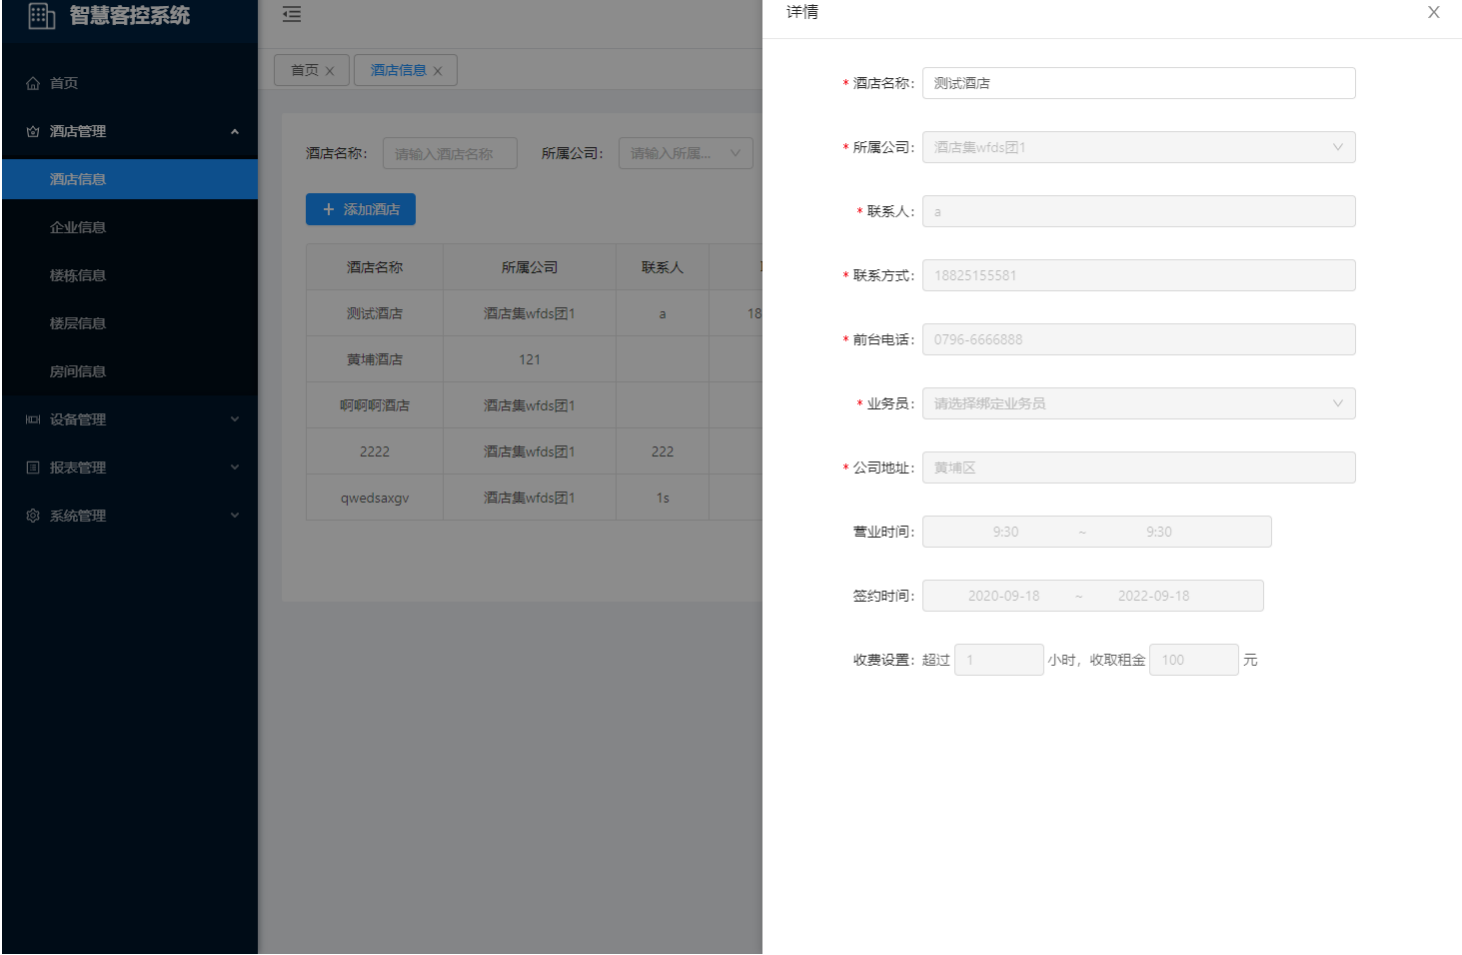 智慧客控系统
首页
酒店管理
酒店信息
企业信息
楼栋信息
楼层信息
房间信息
设备管理
报表管理
系统管理
首页 X 酒店信息 X
酒店名称: 请输入酒店名称 所属公司: 请输入所属...
+ 添加酒店
酒店名称 所属公司 联系人
测试酒店 酒店集wfds团1 a 18
黄埔酒店 121
啊啊啊酒店 酒店集wfds团1
2222 酒店集wfds团1 222
qwedsaxgv 酒店集wfds团1 1s
详情 X
* 酒店名称: 测试酒店
* 所属公司: 酒店集wfds团1
* 联系人: a
* 联系方式: 18825155581
* 前台电话: 0796-6666888
* 业务员: 请选择绑定业务员
* 公司地址: 黄埔区
营业时间: 9:30 ~ 9:30
签约时间: 2020-09-18 ~ 2022-09-18
收费设置: 超过 1 小时, 收取租金 100 元